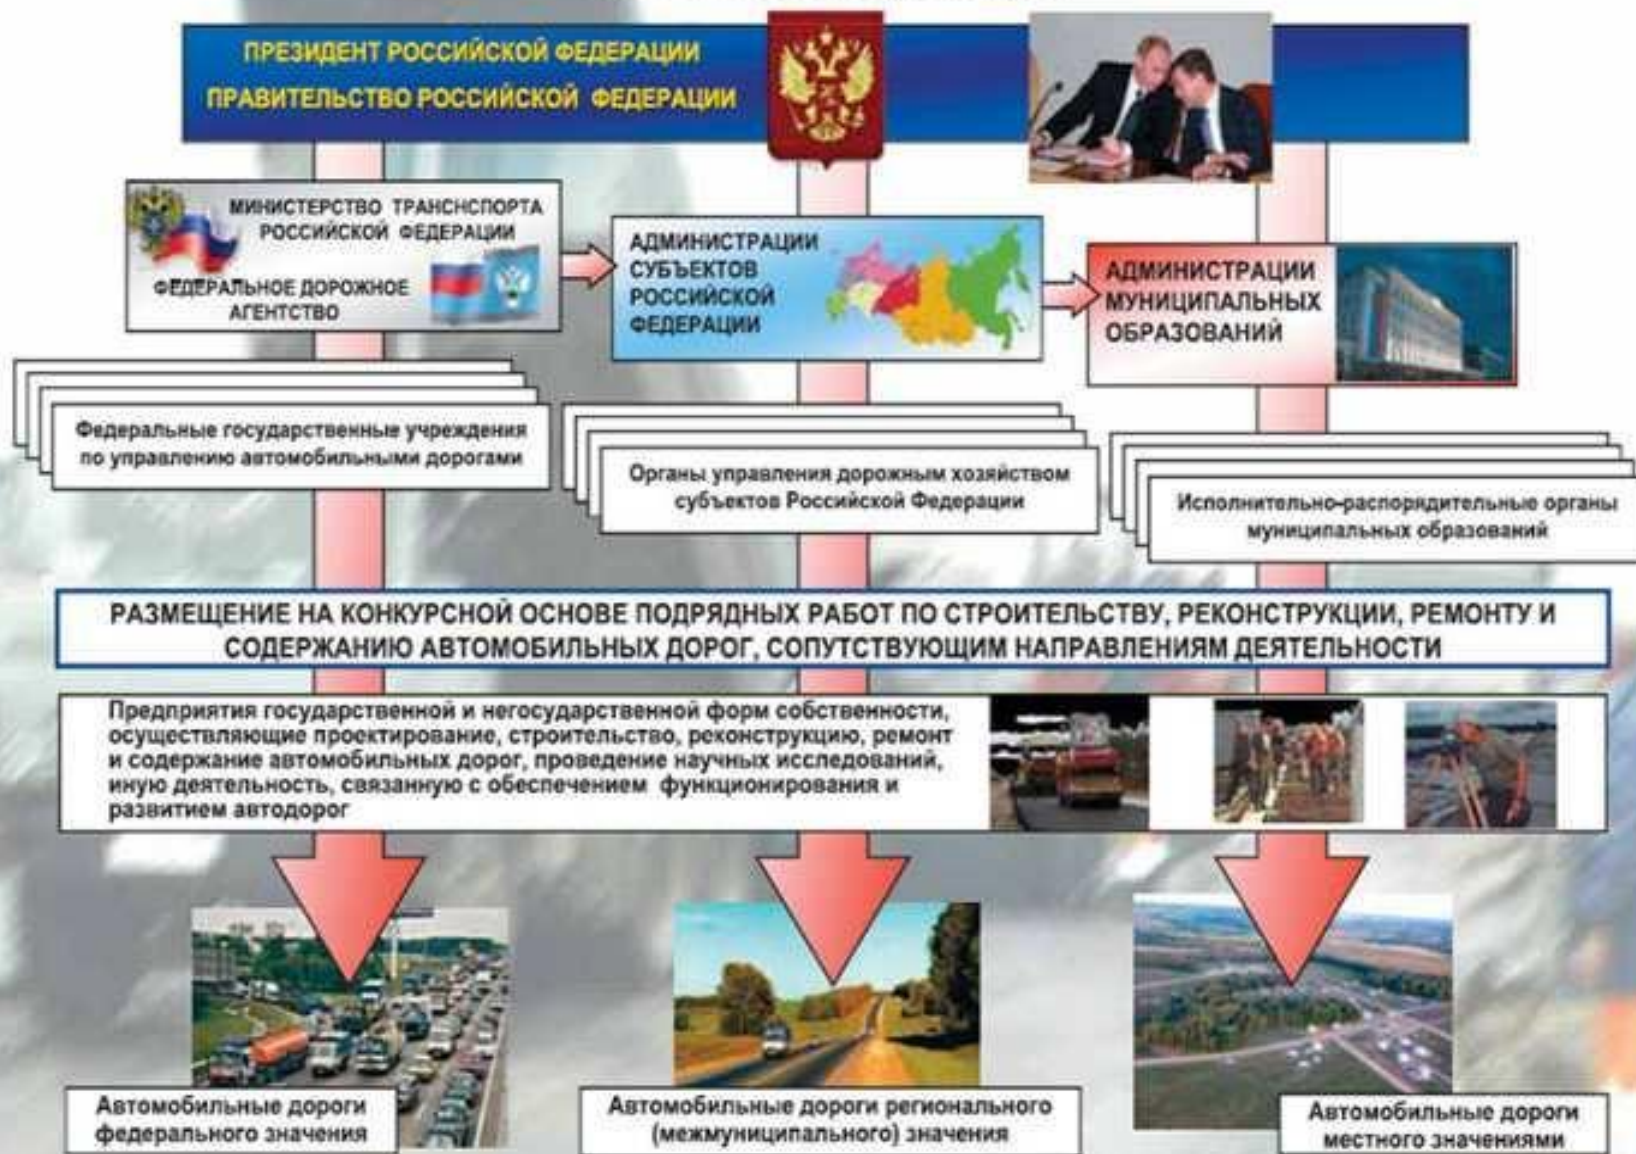 ПРЕЗИДЕНТ РОССИЙСКОЙ ФЕДЕРАЦИИ
ПРАВИТЕЛЬСТВО РОССИЙСКОЙ ФЕДЕРАЦИИ
МИНИСТЕРСТВО ТРАНСНСПОРТА
РОССИЙСКОЙ ФЕДЕРАЦИИ
ФЕДЕРАЛЬНОЕ ДОРОЖНОЕ
АГЕНТСТВО
АДМИНИСТРАЦИИ
СУБЪЕКТОВ
РОССИЙСКОЙ
ФЕДЕРАЦИИ
АДМИНИСТРАЦИИ
МУНИЦИПАЛЬНЫХ
ОБРАЗОВАНИЙ
Федеральные государственные учреждения
по управлению автомобильными дорогами
Органы управления дорожным хозяйством
субъектов Российской Федерации
Исполнительно-распорядительные органы
муниципальных образований
РАЗМЕЩЕНИЕ НА КОНКУРСНОЙ ОСНОВЕ ПОДРЯДНЫХ РАБОТ ПО СТРОИТЕЛЬСТВУ, РЕКОНСТРУКЦИИ, РЕМОНТУ И
СОДЕРЖАНИЮ АВТОМОБИЛЬНЫХ ДОРОГ, СОПУТСТВУЮЩИМ НАПРАВЛЕНИЯМ ДЕЯТЕЛЬНОСТИ
Предприятия государственной и негосударственной форм собственности,
осуществляющие проектирование, строительство, реконструкцию, ремонт
и содержание автомобильных дорог, проведение научных исследований,
иную деятельность, связанную с обеспечением функционирования и
развитием автодорог
Автомобильные дороги
федерального значения
Автомобильные дороги регионального
(межмуниципального) значения
Автомобильные дороги
местного значениями